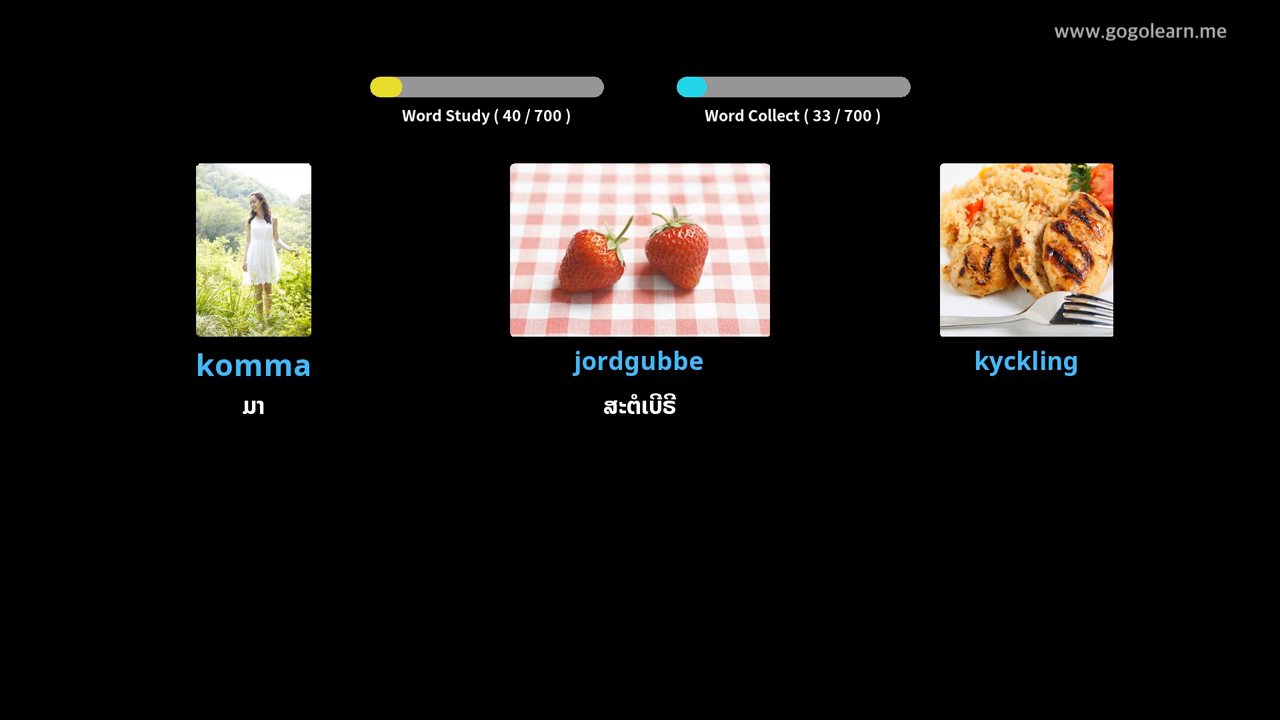 www.gogolearn.me
Word Study ( 40 / 700 )
Word Collect ( 33 / 700 )
komma
jordgubbe
kyckling
ມາ
ສະຕໍເບີຣີ